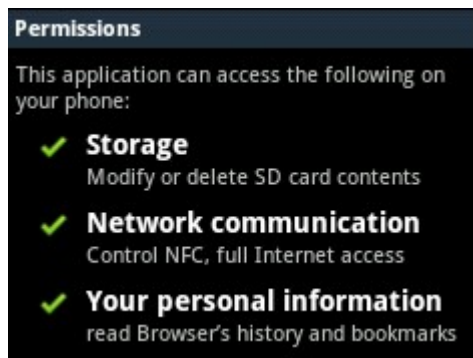 Permissions
This application can access the following on
your phone:
Storage
Modify or delete SD card contents
Network communication
Control NFC, full Internet access
Your personal information
read Browser's history and bookmarks